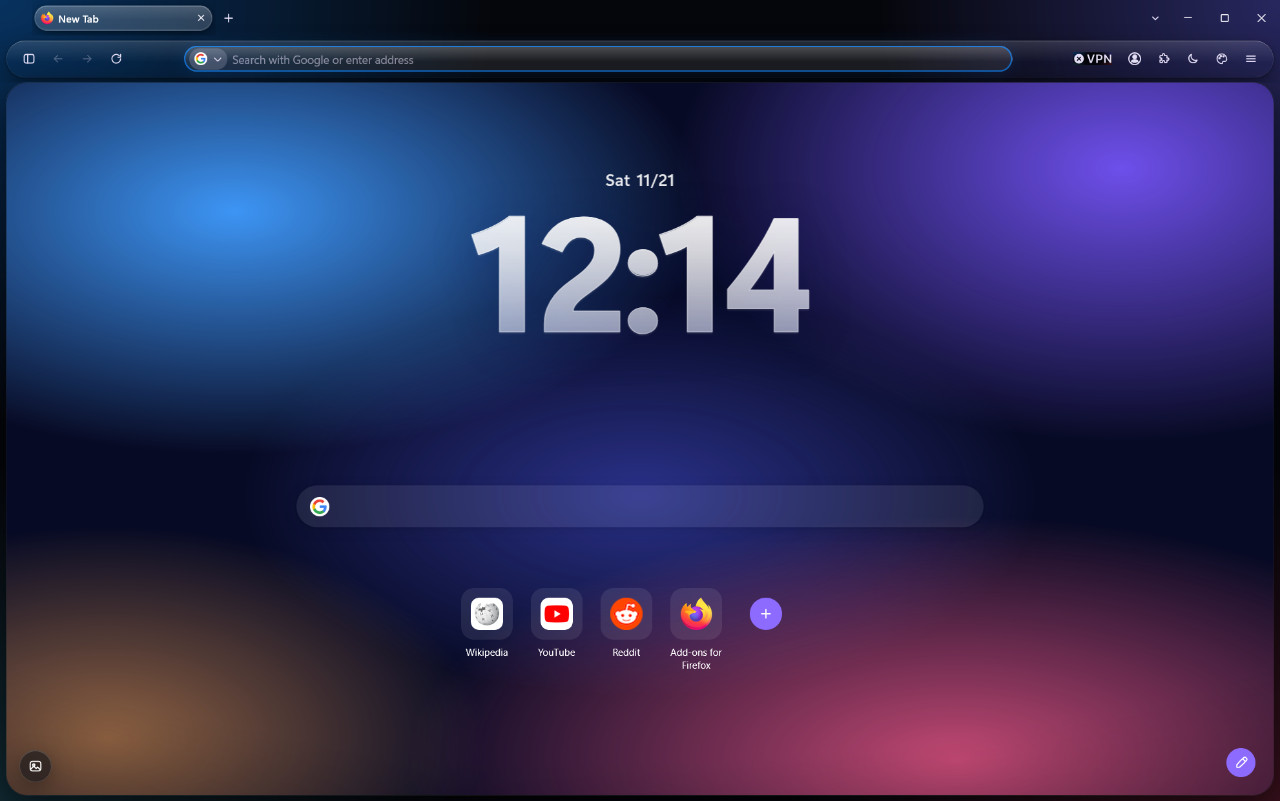 New Tab
Search with Google or enter address
VPN
Sat 11/21
12:14
Wikipedia
YouTube
Reddit
Add-ons for
Firefox